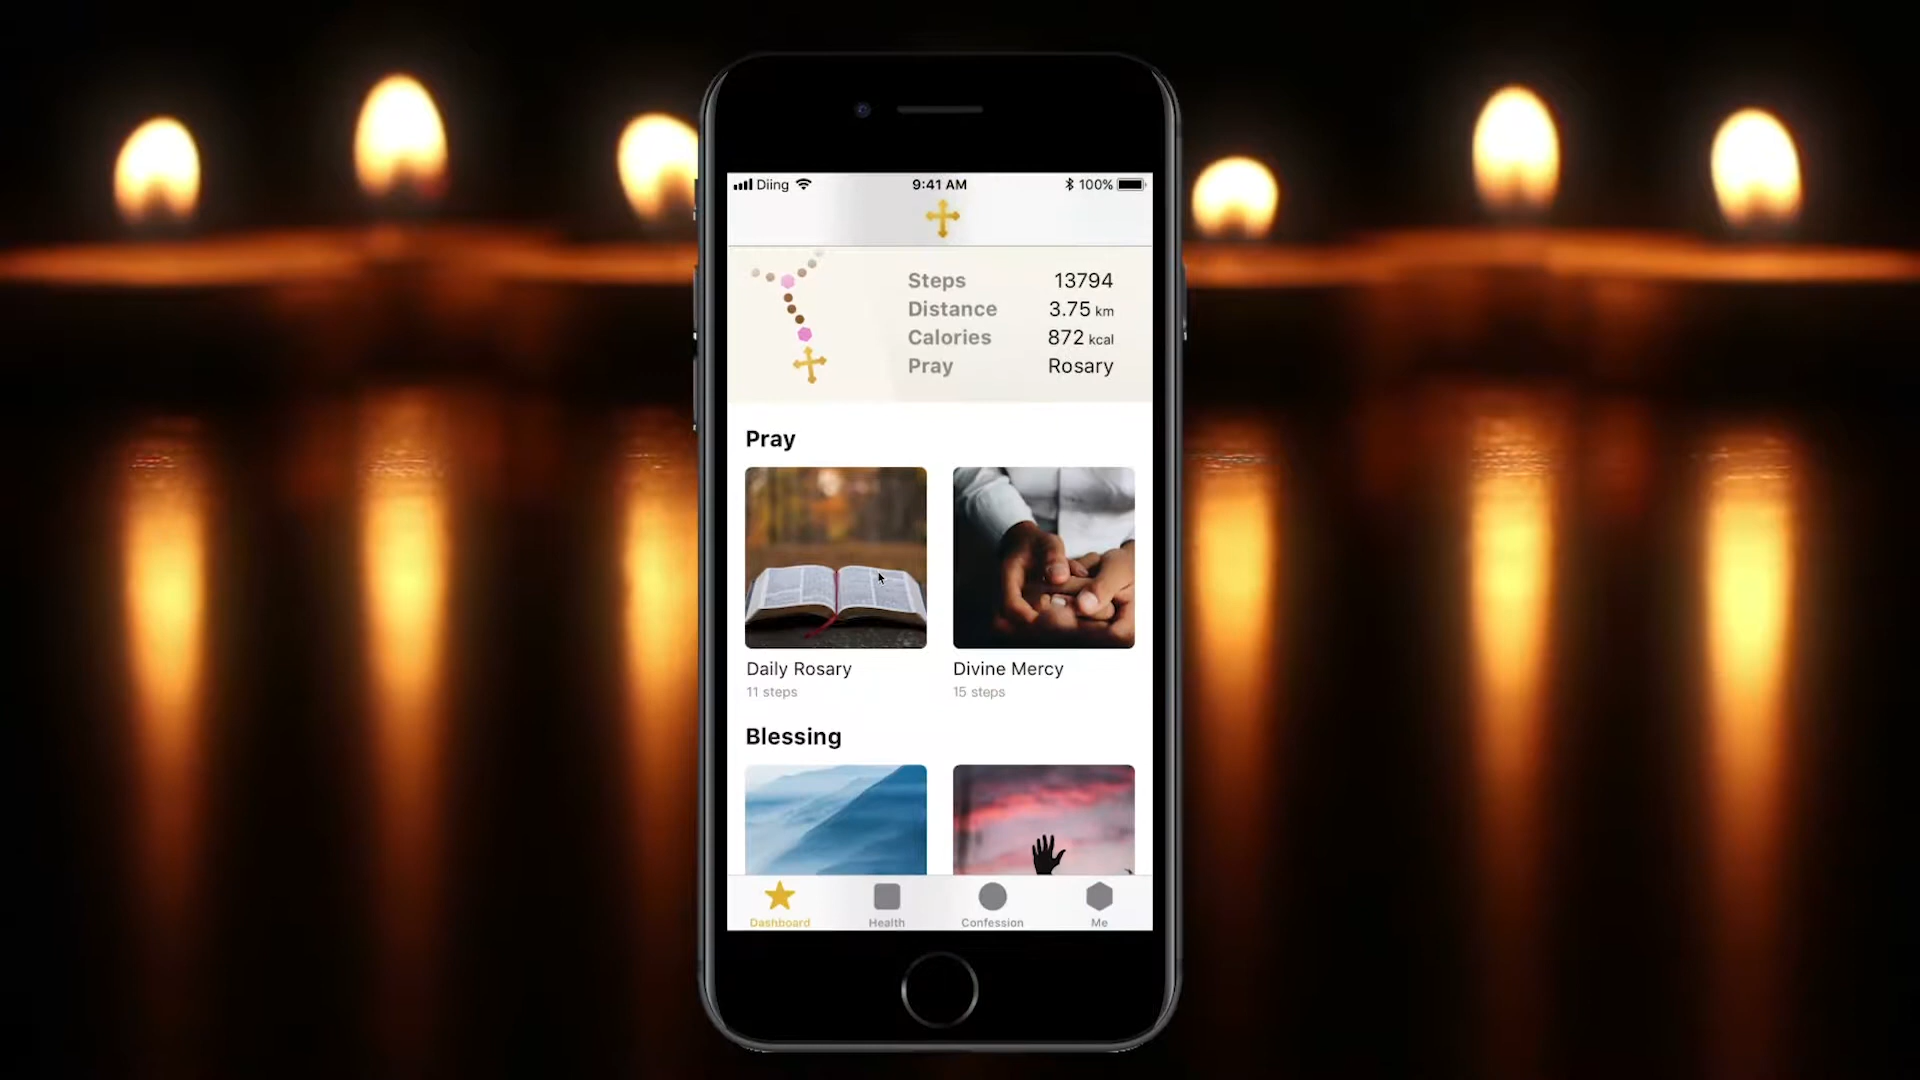 Diing 9:41 AM 100%
Steps 13794
Distance 3.75 km
Calories 872 kcal
Pray Rosary
Pray
Daily Rosary Divine Mercy
11 steps 15 steps
Blessing
Dashboard Health Confession Me